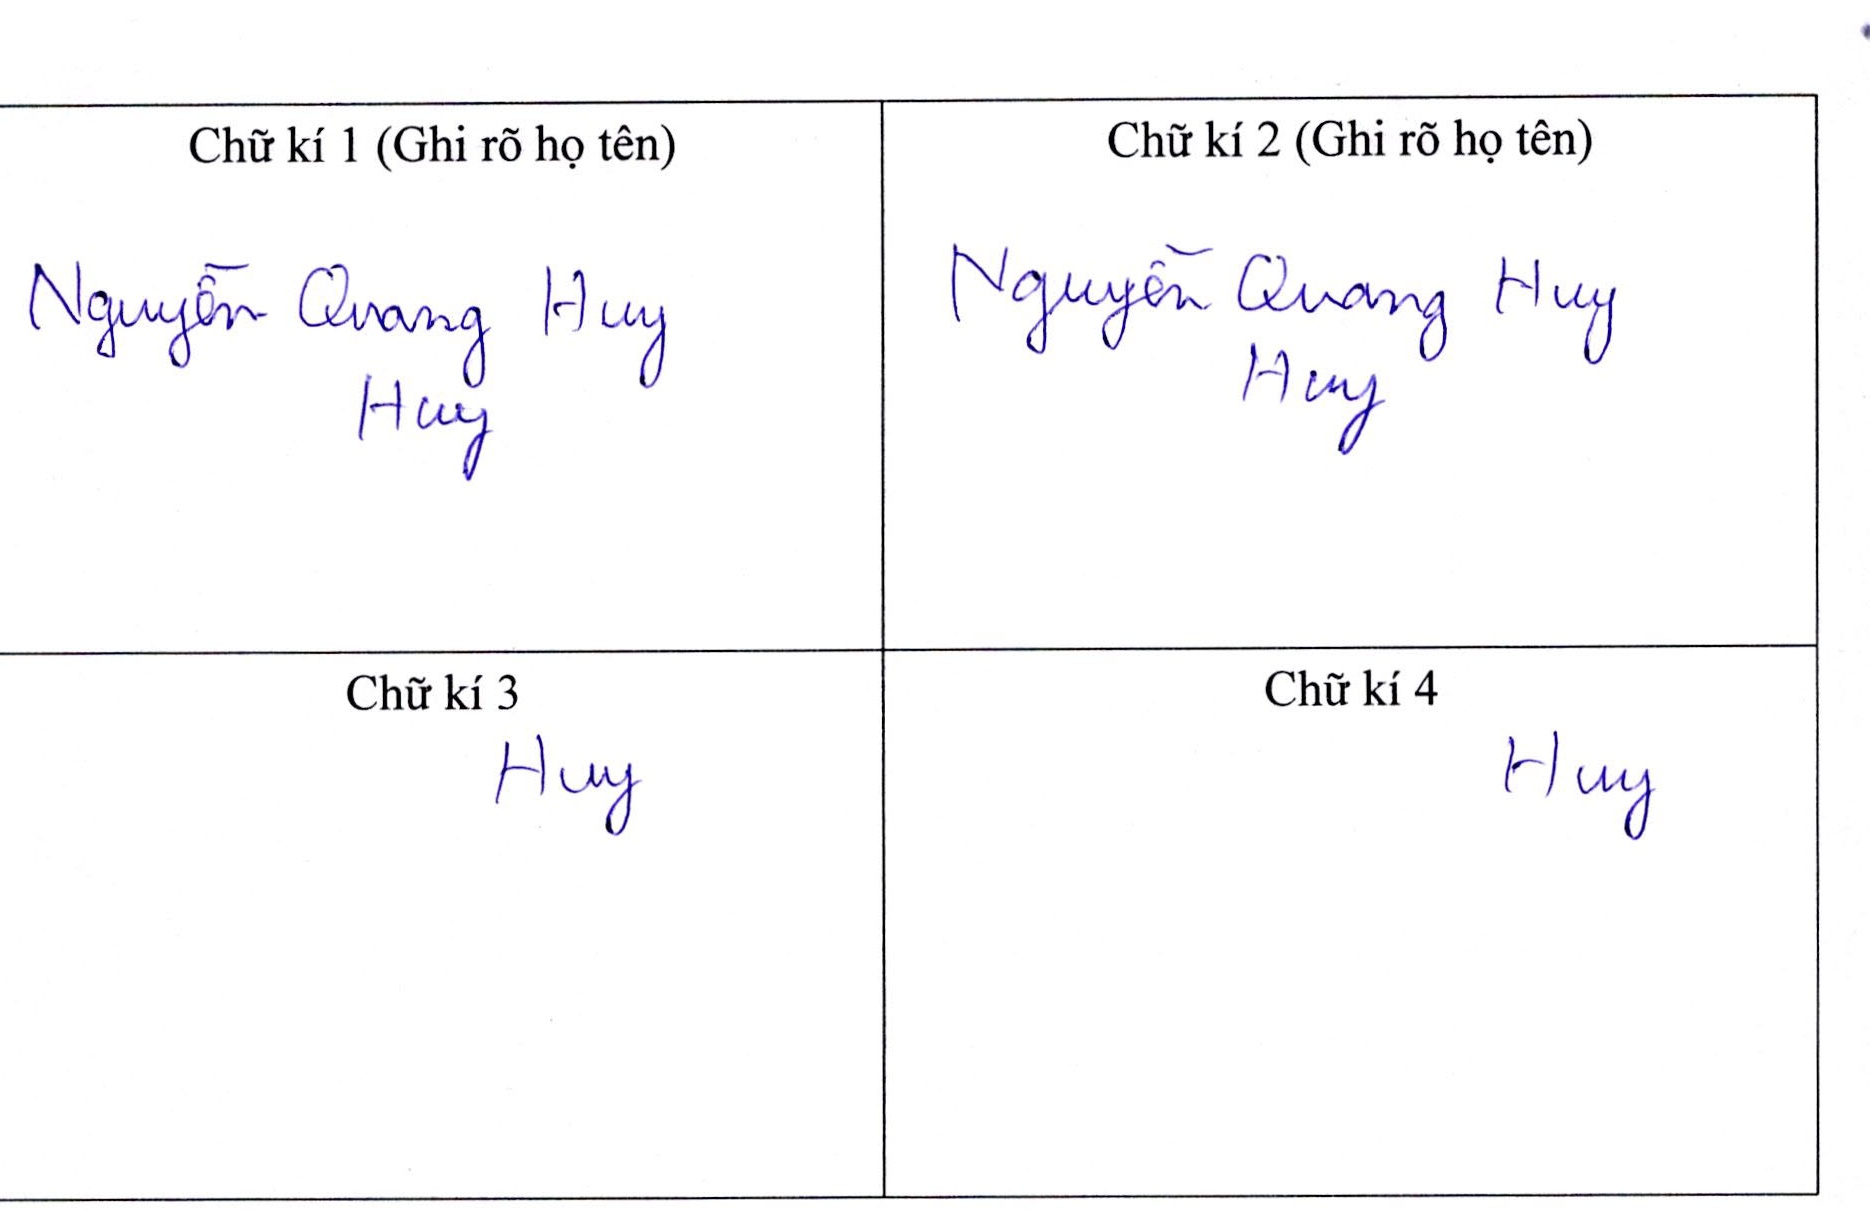 Chữ kí 1 (Ghi rõ họ tên)
Nguyễn Quang Huy
Huy
Chữ kí 2 (Ghi rõ họ tên)
Nguyễn Quang Huy
Huy
Chữ kí 3
Huy
Chữ kí 4
Huy